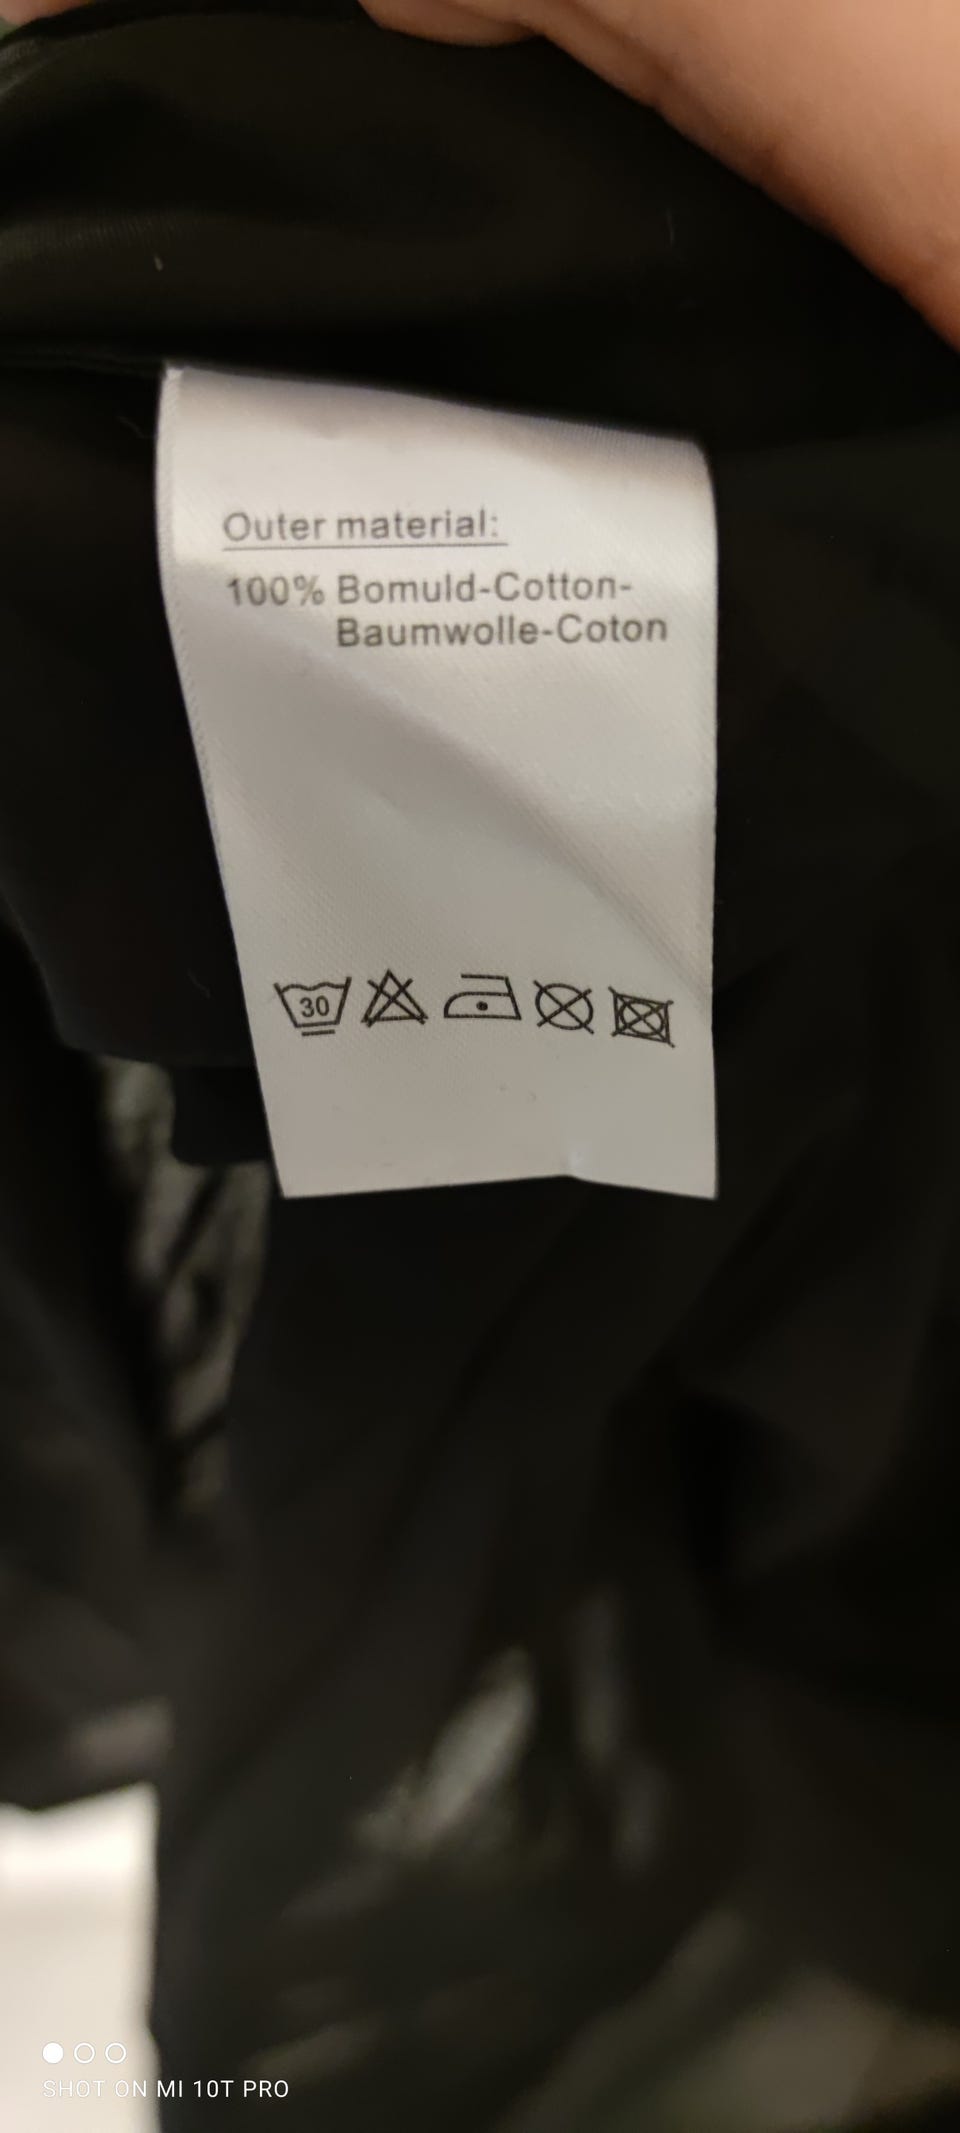 Outer material:
100% Bomuld-Cotton-
Baumwolle-Coton
30
SHOT ON MI 10T PRO